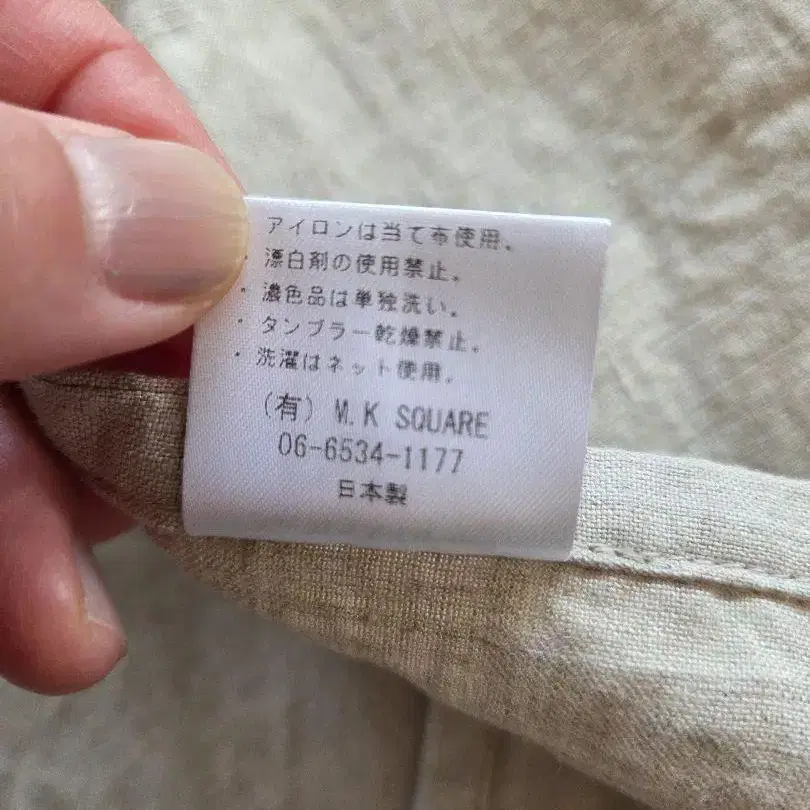 アイロンは当て布使用。
・漂白剤の使用禁止。
・濃色品は単独洗い。
・タンブラー乾燥禁止。
・洗濯はネット使用。
(有) M.K SQUARE
06-6534-1177
日本製